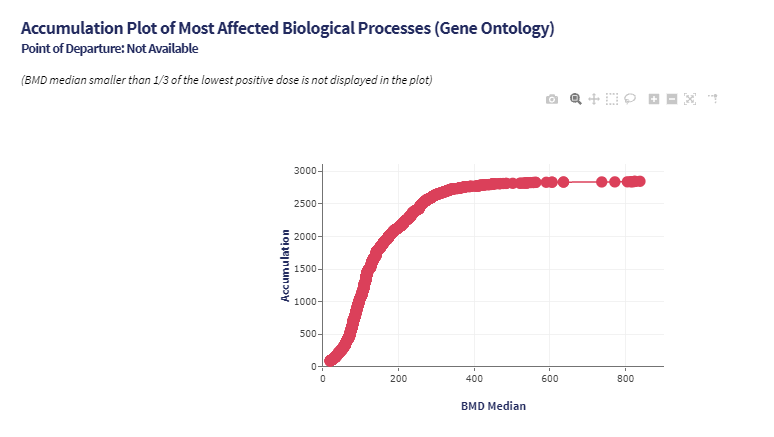 Accumulation Plot of Most Affected Biological Processes (Gene Ontology)
Point of Departure: Not Available
(BMD median smaller than 1/3 of the lowest positive dose is not displayed in the plot)
3000
2500
2000
1500
1000
500
0
Accumulation
0 200 400 600 800
BMD Median